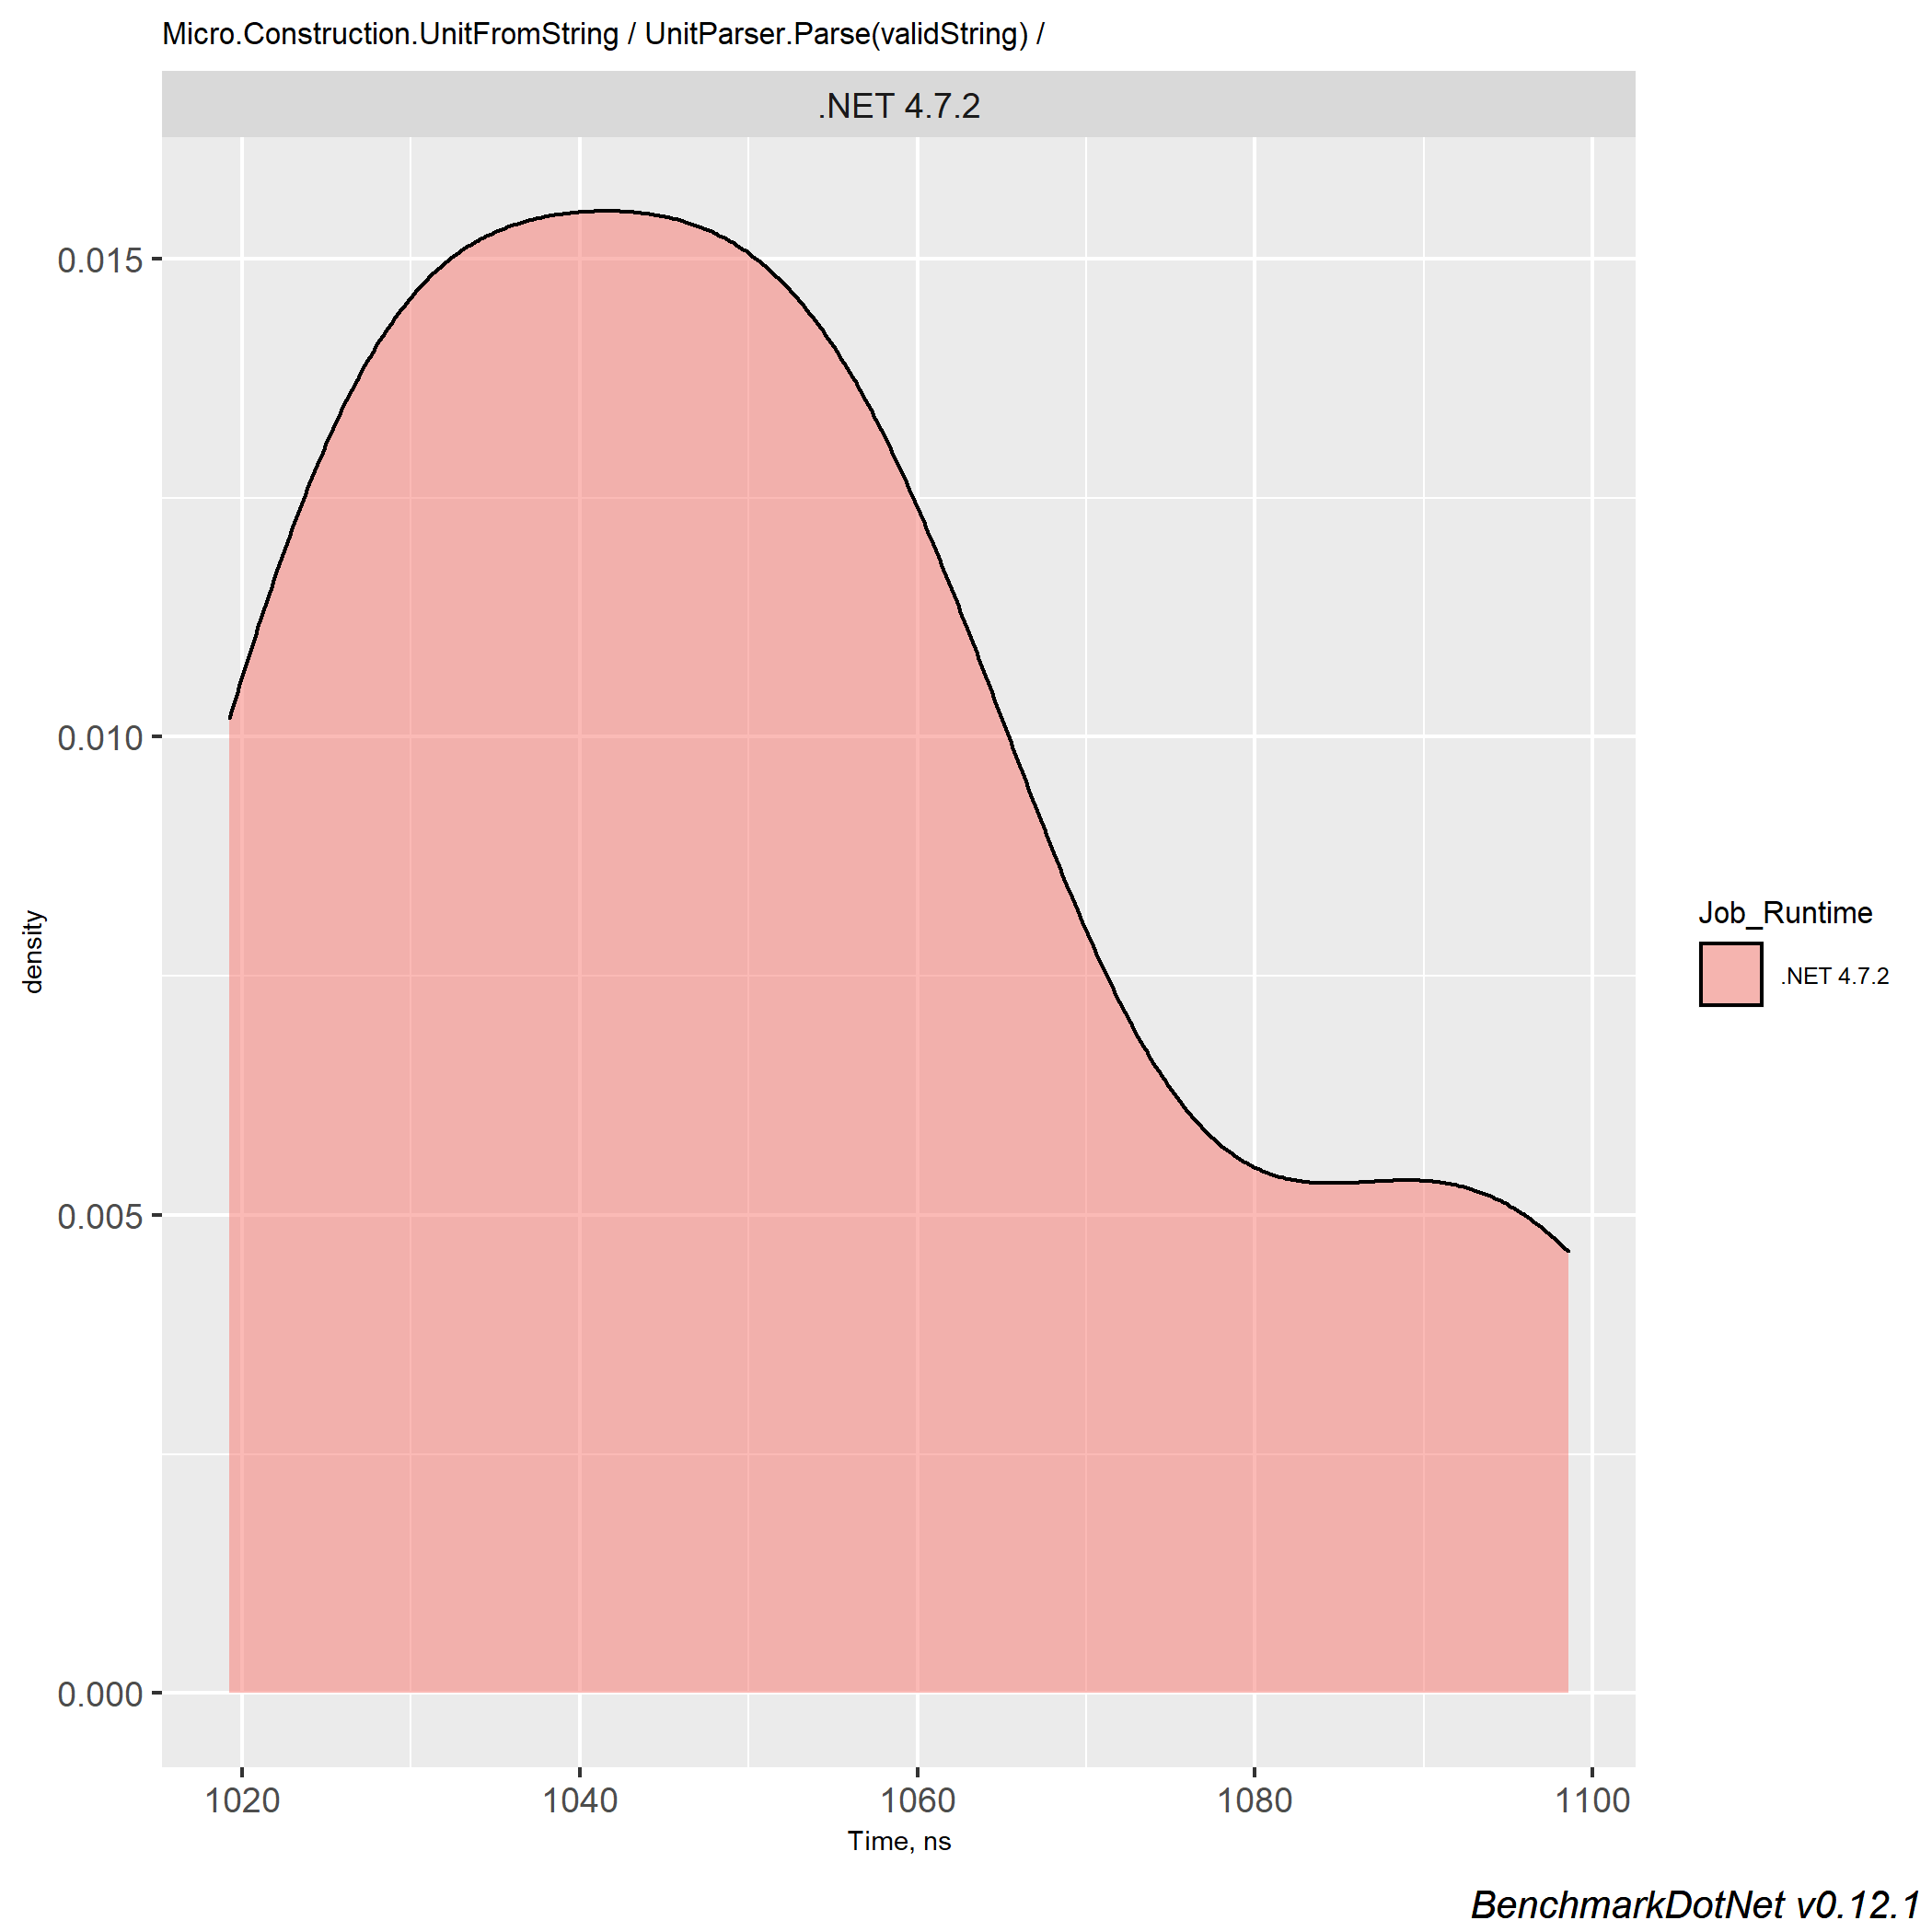 Micro.Construction.UnitFromString / UnitParser.Parse(validString) /
.NET 4.7.2
0.015
0.010
0.005
0.000
density
1020 1040 1060 1080 1100
Time, ns
Job_Runtime
.NET 4.7.2
BenchmarkDotNet v0.12.1